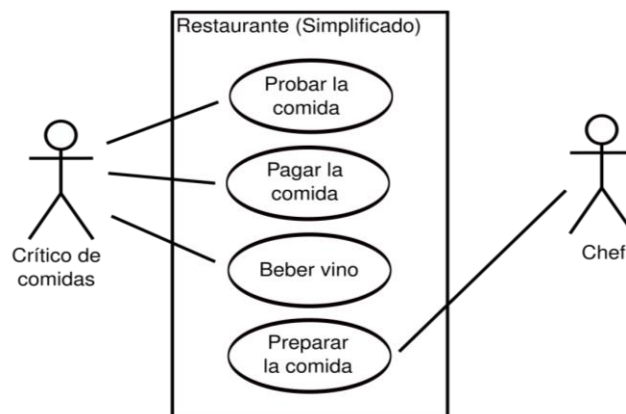 Restaurante (Simplificado)
Probar la
comida
Pagar la
comida
Beber vino
Preparar
la comida
Crítico de
comidas
Chef